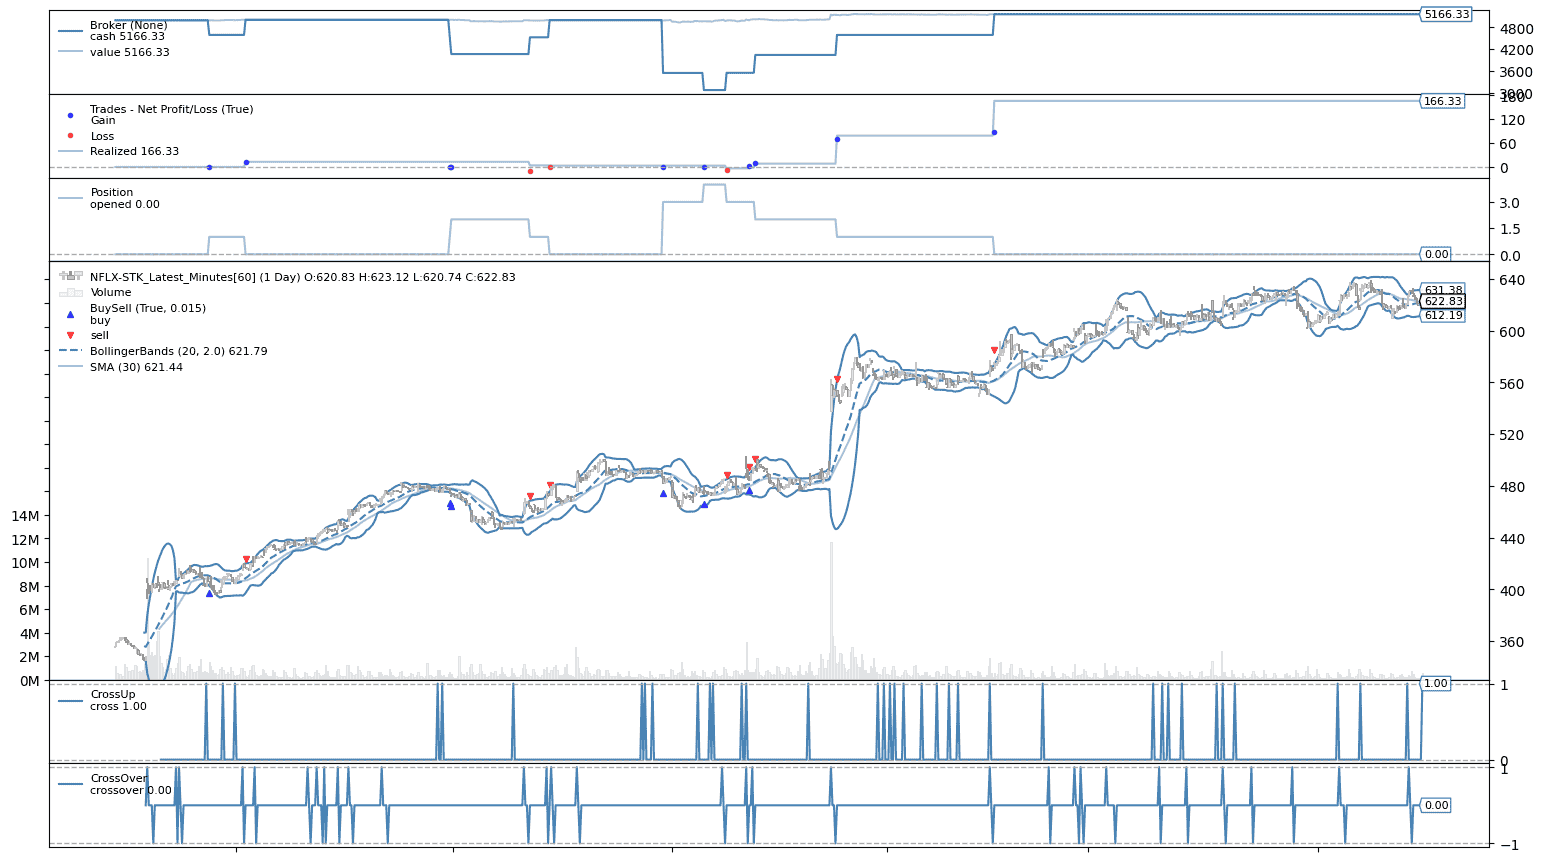 Broker (None)
cash 5166.33
value 5166.33
5166.33
4800
4200
3600
3000
Trades - Net Profit/Loss (True)
Gain
Loss
Realized 166.33
180
166.33
120
60
0
Position
opened 0.00
3.0
1.5
0.0
0.00
NFLX-STK_Latest_Minutes[60] (1 Day) O:620.83 H:623.12 L:620.74 C:622.83
Volume
BuySell (True, 0.015)
buy
sell
BollingerBands (20, 2.0) 621.79
SMA (30) 621.44
640
631.38
622.83
612.19
600
560
520
480
440
400
360
14M
12M
10M
8M
6M
4M
2M
0M
CrossUp
cross 1.00
1.00
1
0
CrossOver
crossover 0.00
1
0.00
−1